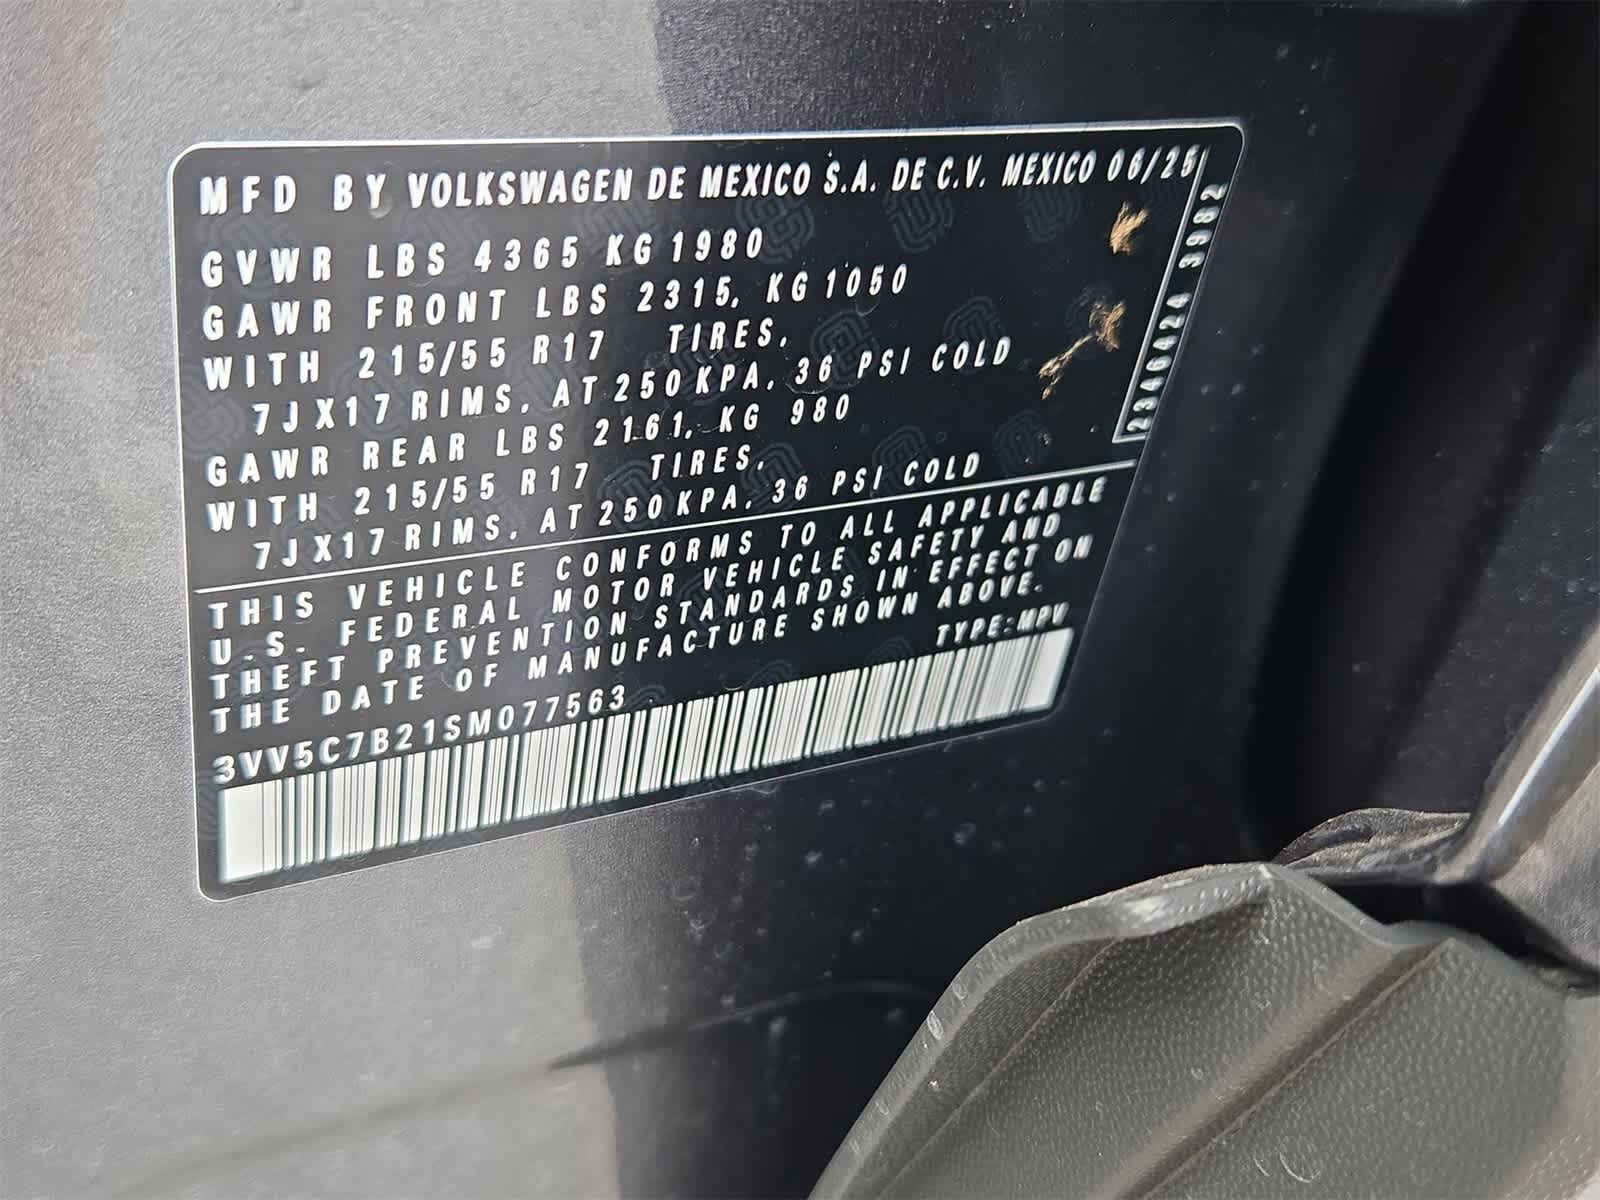 MFD BY VOLKSWAGEN DE MEXICO S.A. DE C.V. MEXICO 06/25
GVWR LBS 4365 KG 1980
GAWR FRONT LBS 2315, KG 1050
WITH 215/55 R17 TIRES,
7JX17 RIMS, AT 250 KPA, 36 PSI COLD
GAWR REAR LBS 2161, KG 980
WITH 215/55 R17 TIRES,
7JX17 RIMS, AT 250 KPA, 36 PSI COLD
THIS VEHICLE CONFORMS TO ALL APPLICABLE
U.S. FEDERAL MOTOR VEHICLE SAFETY AND
THEFT PREVENTION STANDARDS IN EFFECT ON
THE DATE OF MANUFACTURE SHOWN ABOVE.
TYPE:MPV
3VV5C7B21SM077563
23464424 3982